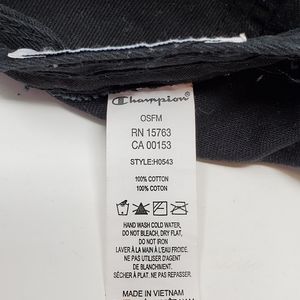 Champion
OSFM
RN 15763
CA 00153
STYLE:H0543
100% COTTON
100% COTON
HAND WASH COLD WATER,
DO NOT BLEACH, DRY FLAT,
DO NOT IRON
LAVER À LA MAIN À L'EAU FROIDE.
NE PAS UTILISER D'AGENT
DE BLANCHIMENT.
SÉCHER À PLAT. NE PAS REPASSER.
MADE IN VIETNAM